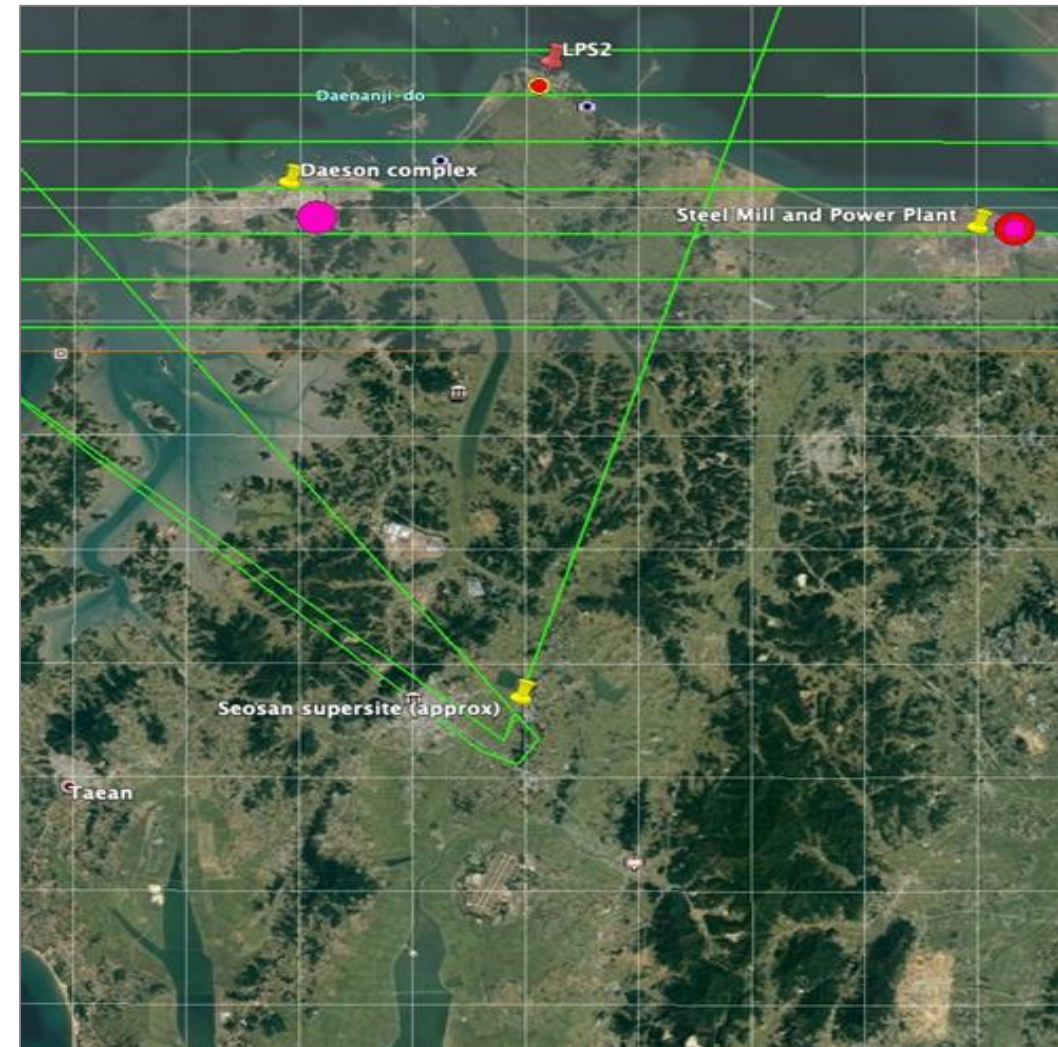 LPS2
Daenanji-do
Daeson complex
Steel Mill and Power Plant
Seosan supersite (approx)
Taean